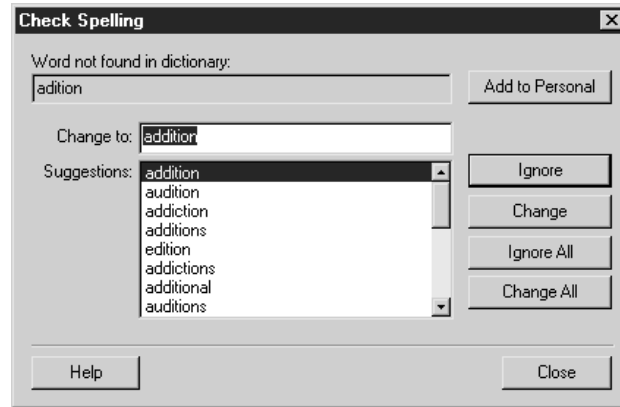 Check Spelling
Word not found in dictionary:
adition
Add to Personal
Change to: addition
Suggestions: addition
audition
addiction
additions
edition
addictions
additional
auditions
Ignore
Change
Ignore All
Change All
Help
Close